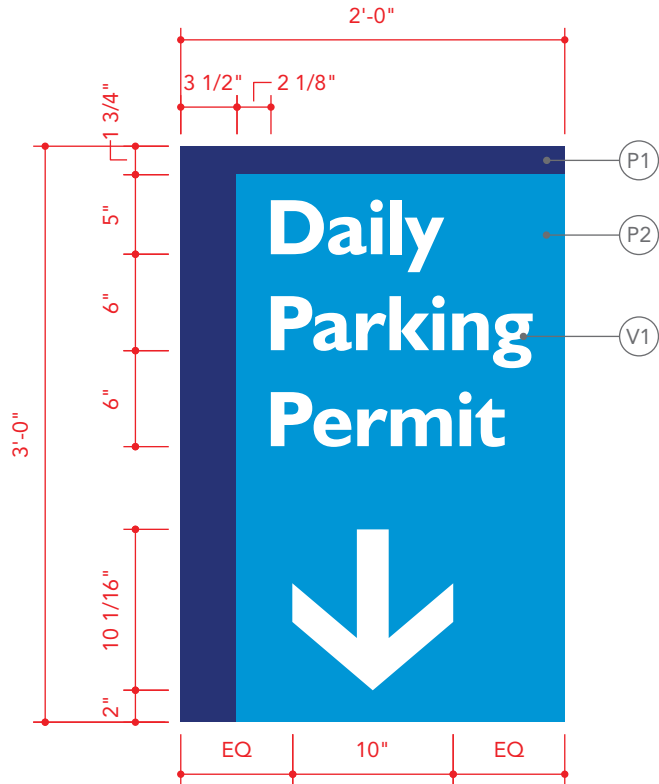 2'-0"
3 1/2"
2 1/8"
1 3/4"
P1
5"
Daily
P2
6"
Parking
V1
6"
Permit
3'-0"
10 1/16"
2"
EQ
10"
EQ